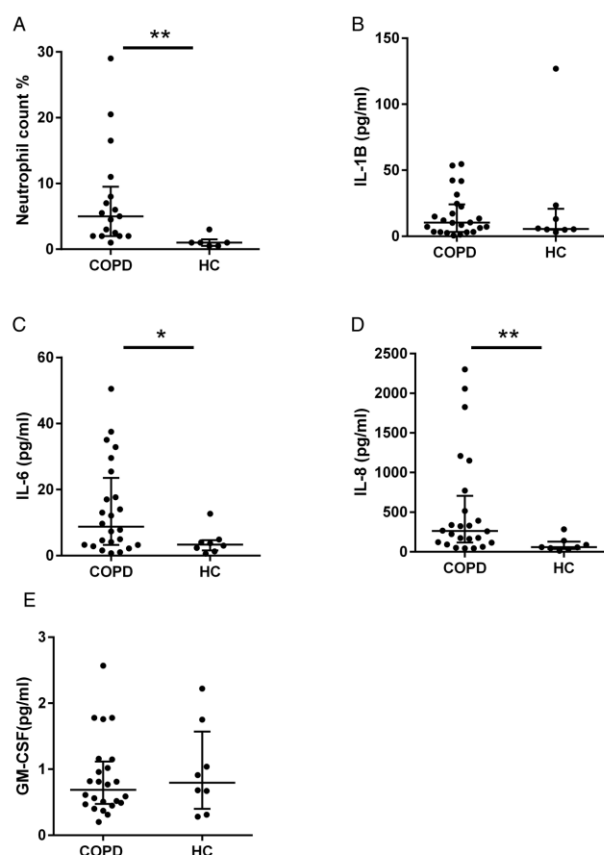 A
**
Neutrophil count %
30
20
10
0
COPD
HC
B
IL-1B (pg/ml)
150
100
50
0
COPD
HC
C
*
IL-6 (pg/ml)
60
40
20
0
COPD
HC
D
**
IL-8 (pg/ml)
2500
2000
1500
1000
500
0
COPD
HC
E
GM-CSF(pg/ml)
3
2
1
0
COPD
HC